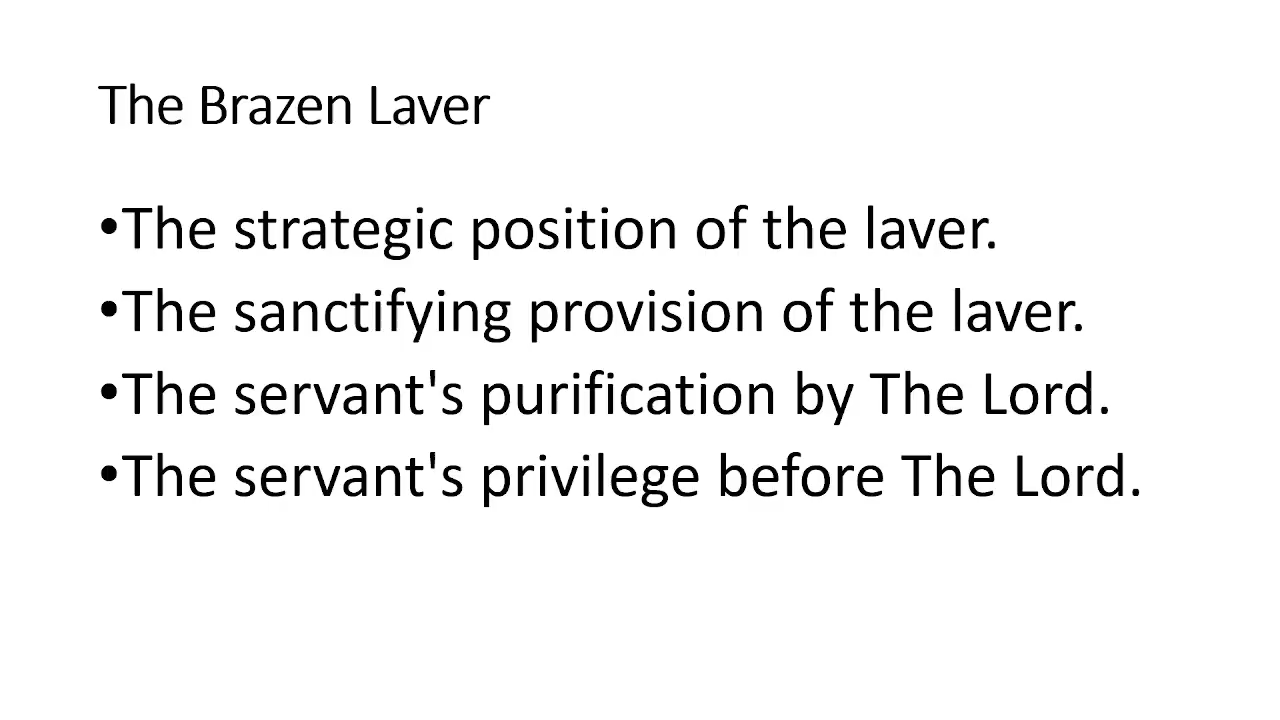 The Brazen Laver
•The strategic position of the laver.
•The sanctifying provision of the laver.
•The servant's purification by The Lord.
•The servant's privilege before The Lord.